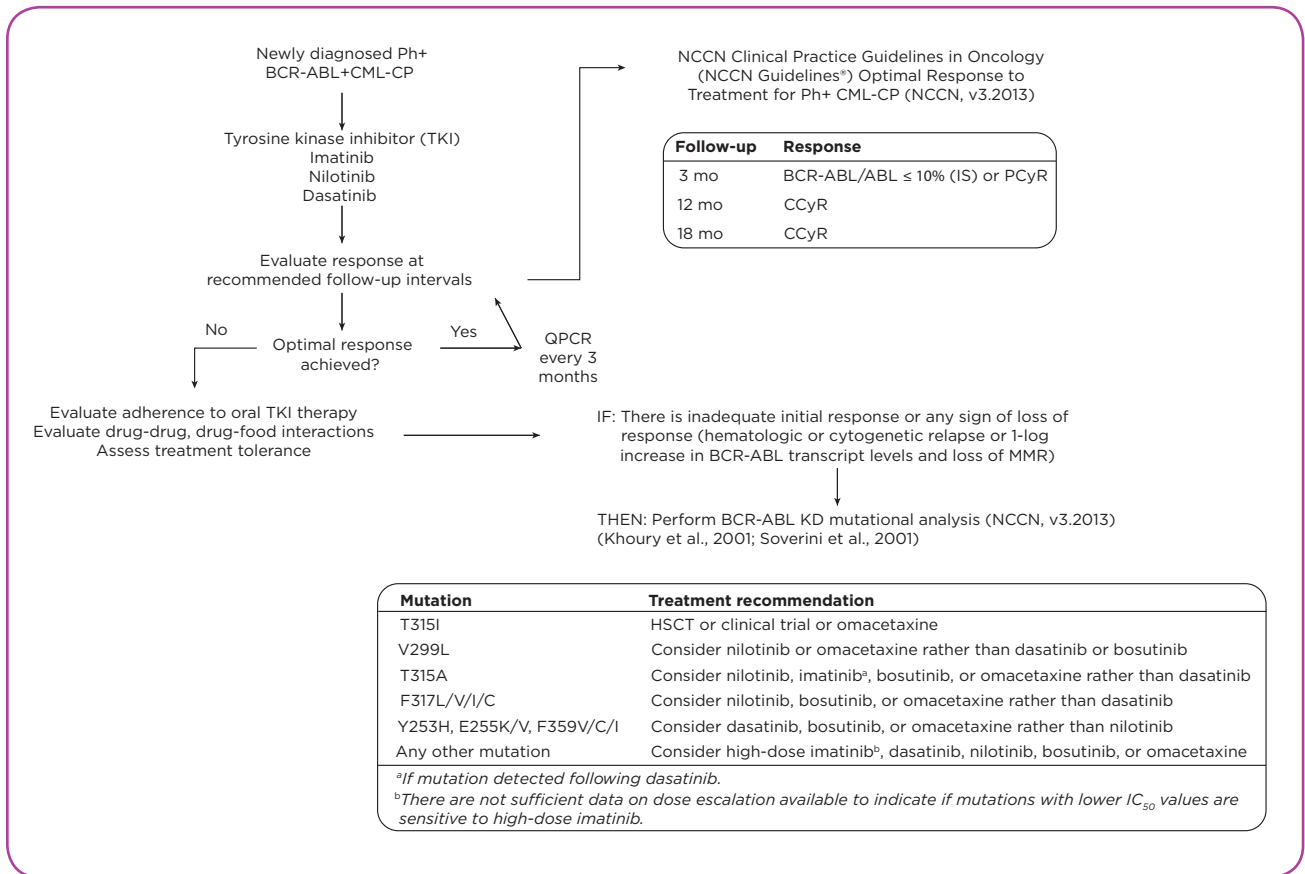 Newly diagnosed Ph+
BCR-ABL+CML-CP
Tyrosine kinase inhibitor (TKI)
Imatinib
Nilotinib
Dasatinib
Evaluate response at
recommended follow-up intervals
NCCN Clinical Practice Guidelines in Oncology
(NCCN Guidelines®) Optimal Response to
Treatment for Ph+ CML-CP (NCCN, v3.2013)
Follow-up Response
3 mo BCR-ABL/ABL ≤ 10% (IS) or PCyR
12 mo CCyR
18 mo CCyR
No
Optimal response
achieved?
Yes
QPCR
every 3
months
Evaluate adherence to oral TKI therapy
Evaluate drug-drug, drug-food interactions
Assess treatment tolerance
IF: There is inadequate initial response or any sign of loss of
response (hematologic or cytogenetic relapse or 1-log
increase in BCR-ABL transcript levels and loss of MMR)
THEN: Perform BCR-ABL KD mutational analysis (NCCN, v3.2013)
(Khoury et al., 2001; Soverini et al., 2001)
Mutation Treatment recommendation
T315I HSCT or clinical trial or omacetaxine
V299L Consider nilotinib or omacetaxine rather than dasatinib or bosutinib
T315A Consider nilotinib, imatinibᵃ, bosutinib, or omacetaxine rather than dasatinib
F317L/V/I/C Consider nilotinib, bosutinib, or omacetaxine rather than dasatinib
Y253H, E255K/V, F359V/C/I Consider dasatinib, bosutinib, or omacetaxine rather than nilotinib
Any other mutation Consider high-dose imatinibᵇ, dasatinib, nilotinib, bosutinib, or omacetaxine
ᵃIf mutation detected following dasatinib.
ᵇThere are not sufficient data on dose escalation available to indicate if mutations with lower IC₅₀ values are
sensitive to high-dose imatinib.